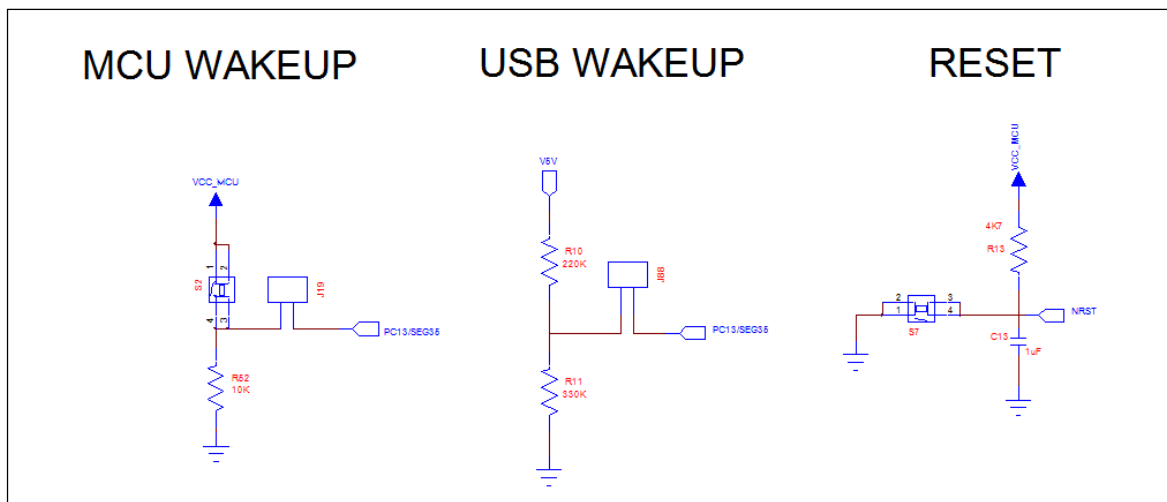 MCU WAKEUP
USB WAKEUP
RESET
VCC_MCU
1
2
S2
4
3
J19
PC13/SEG35
R52
10K
V5V
R10
220K
J88
PC13/SEG35
R11
330K
VCC_MCU
4K7
R13
2
3
1
4
S7
NRST
C13
1uF